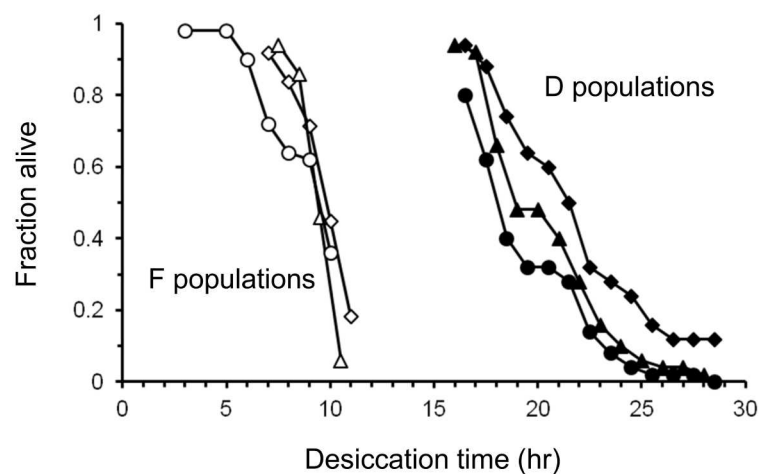 1
0.8
0.6
0.4
0.2
0
Fraction alive
D populations
F populations
0 5 10 15 20 25 30
Desiccation time (hr)